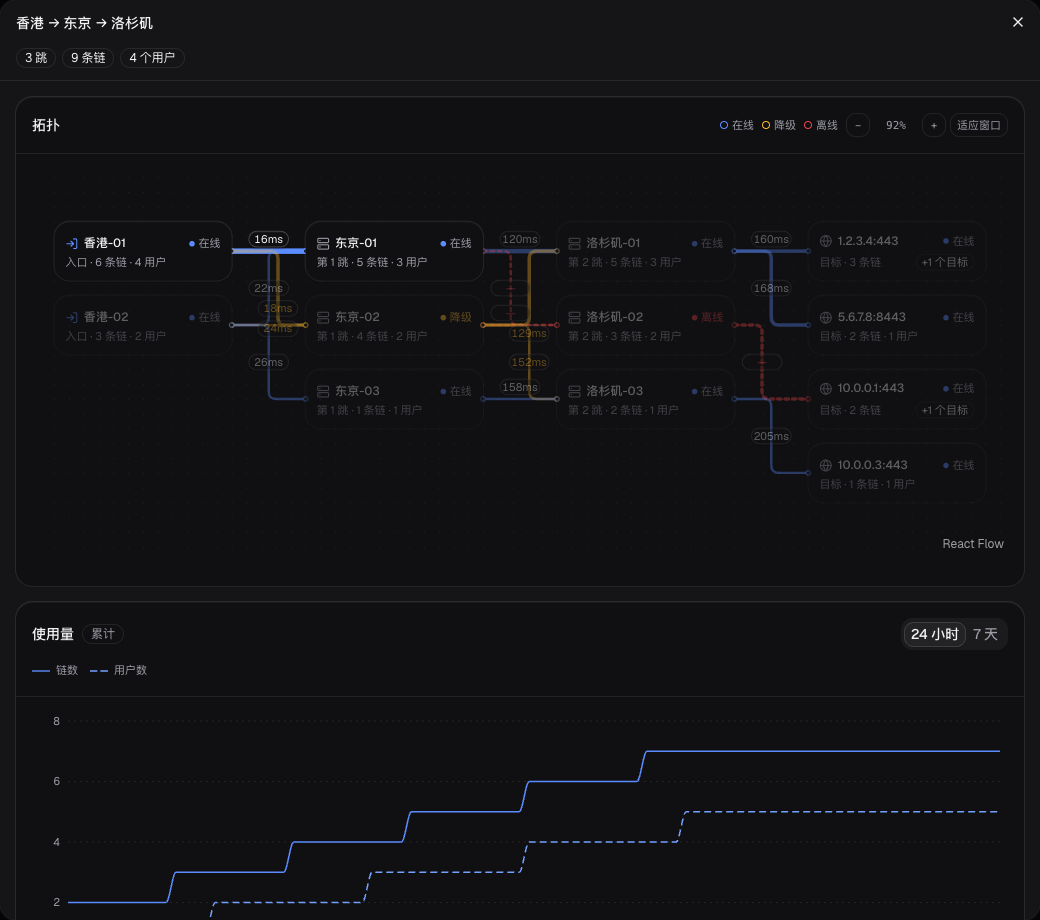 香港 → 东京 → 洛杉矶
3 跳 9 条链 4 个用户
拓扑
在线 降级 离线 − 92% + 适应窗口
香港-01 在线
入口 · 6 条链 · 4 用户
16ms
东京-01 在线
第 1 跳 · 5 条链 · 3 用户
120ms
洛杉矶-01 在线
第 2 跳 · 5 条链 · 3 用户
160ms
1.2.3.4:443 在线
目标 · 3 条链 +1 个目标
22ms
18ms
24ms
168ms
香港-02 在线
入口 · 3 条链 · 2 用户
东京-02 降级
第 1 跳 · 4 条链 · 2 用户
129ms
洛杉矶-02 离线
第 2 跳 · 3 条链 · 2 用户
5.6.7.8:8443 在线
目标 · 2 条链 · 1 用户
26ms
152ms
158ms
东京-03 在线
第 1 跳 · 1 条链 · 1 用户
洛杉矶-03 在线
第 2 跳 · 2 条链 · 1 用户
10.0.0.1:443 在线
目标 · 2 条链 +1 个目标
205ms
10.0.0.3:443 在线
目标 · 1 条链 · 1 用户
React Flow
使用量 累计 24 小时 7 天
链数 用户数
8
6
4
2